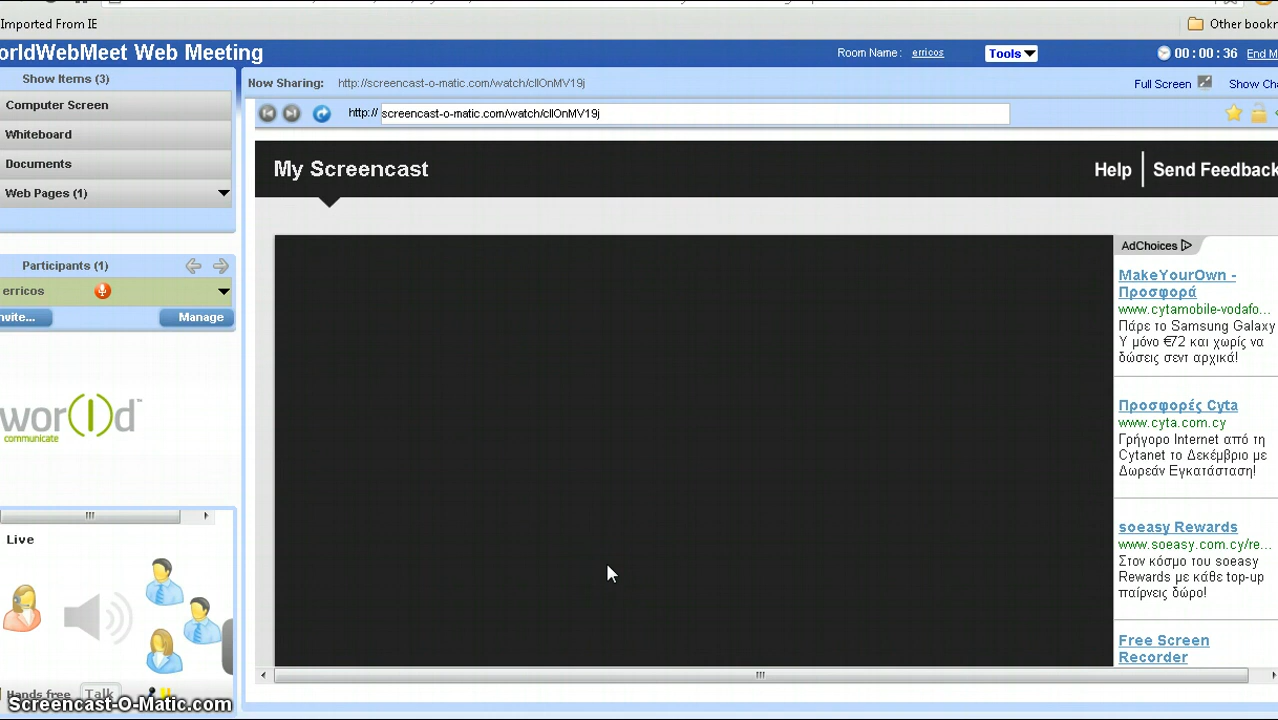 Imported From IE
Other bookr
orldWebMeet Web Meeting
Room Name : erricos
Tools
00:00:36
End M
Show Items (3)
Computer Screen
Whiteboard
Documents
Web Pages (1)
Participants (1)
erricos
nvite...
Manage
wor(l)d
communicate
Live
Hands free
Talk
Now Sharing: http://screencast-o-matic.com/watch/cllOnMV19j
Full Screen
Show Cha
http:// screencast-o-matic.com/watch/cllOnMV19j
My Screencast
Help
Send Feedback
AdChoices
MakeYourOwn -
Προσφορά
www.cytamobile-vodafo...
Πάρε το Samsung Galaxy
Y μόνο €72 και χωρίς να
δώσεις σεντ αρχικά!
Προσφορές Cyta
www.cyta.com.cy
Γρήγορο Internet από τη
Cytanet το Δεκέμβριο με
Δωρεάν Εγκατάσταση!
soeasy Rewards
www.soeasy.com.cy/re...
Στον κόσμο του soeasy
Rewards με κάθε top-up
παίρνεις δώρο!
Free Screen
Recorder
Screencast-O-Matic.com